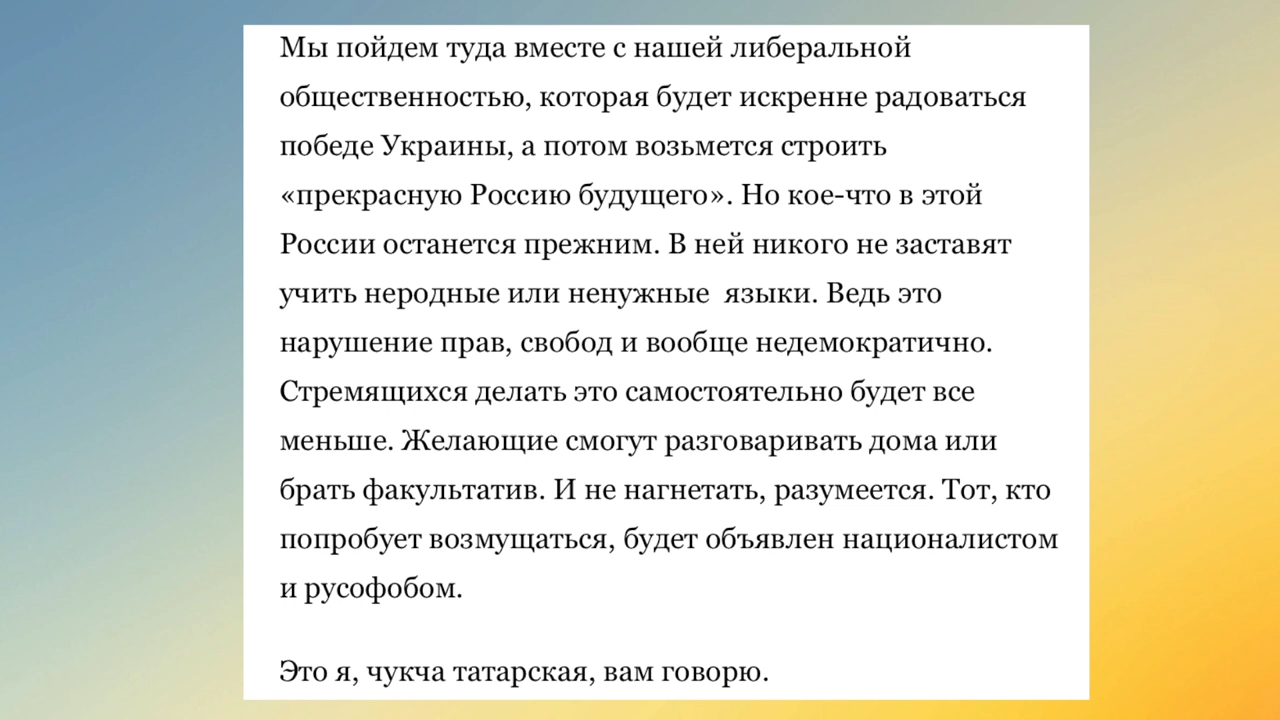 Мы пойдем туда вместе с нашей либеральной
общественностью, которая будет искренне радоваться
победе Украины, а потом возьмется строить
«прекрасную Россию будущего». Но кое-что в этой
России останется прежним. В ней никого не заставят
учить неродные или ненужные  языки. Ведь это
нарушение прав, свобод и вообще недемократично.
Стремящихся делать это самостоятельно будет все
меньше. Желающие смогут разговаривать дома или
брать факультатив. И не нагнетать, разумеется. Тот, кто
попробует возмущаться, будет объявлен националистом
и русофобом.
Это я, чукча татарская, вам говорю.